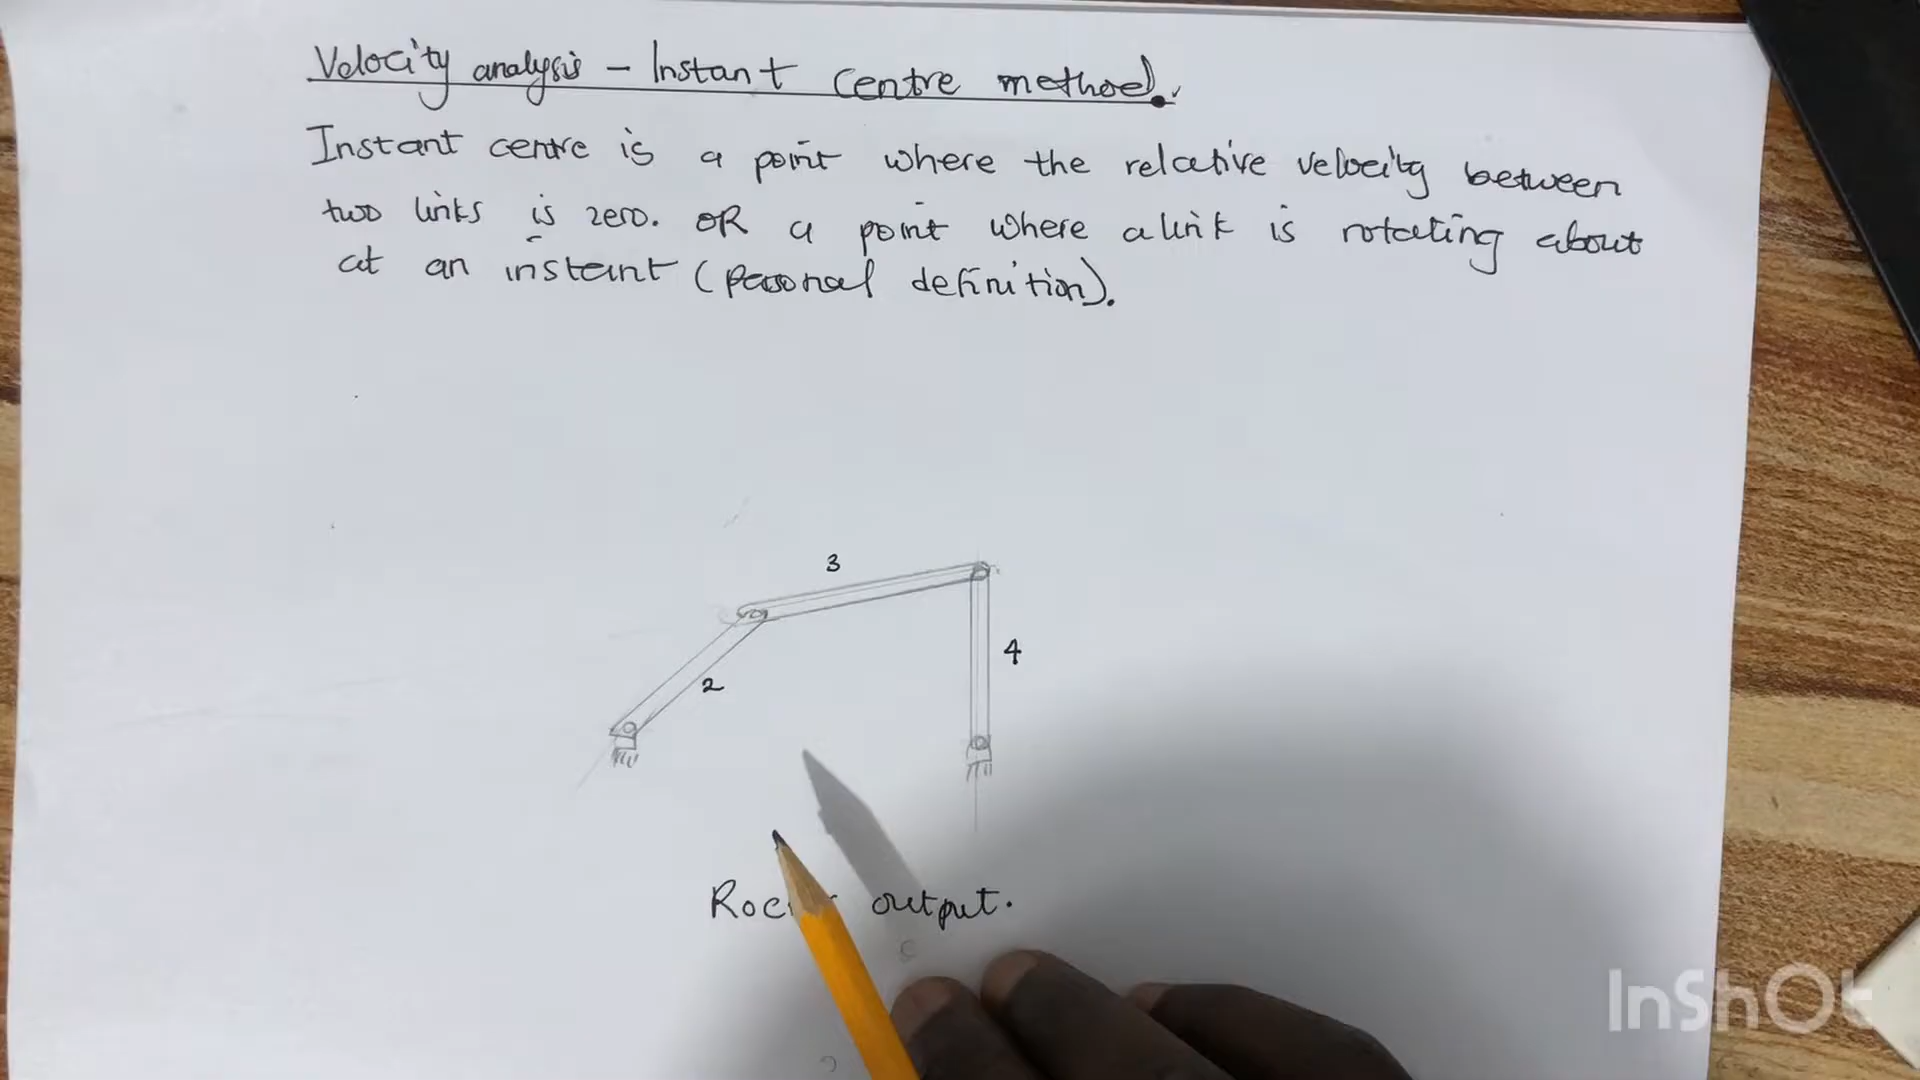 Velocity analysis – Instant centre method.
Instant centre is a point where the relative velocity between
two links is zero. OR a point where a link is rotating about
at an instant (personal definition).
3
4
2
output.
InShOt